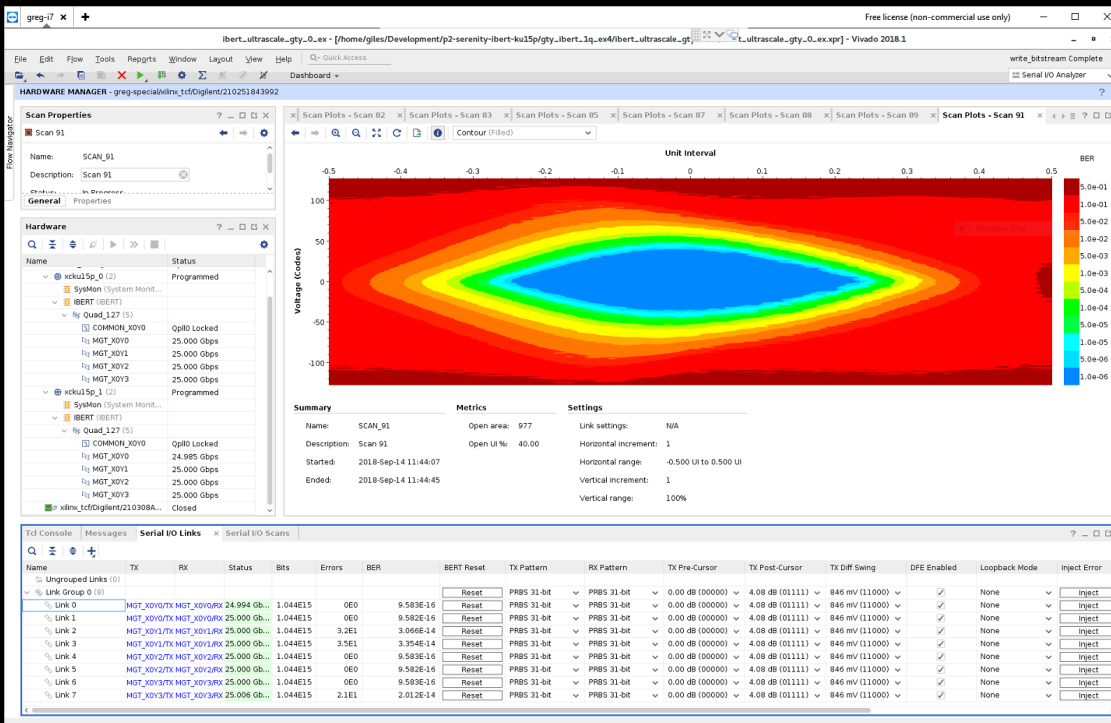 greg-i7 × +
Free license (non-commercial use only)
ibert_ultrascale_gty_0_ex - [/home/giles/Development/p2-serenity-ibert-ku15p/gty_ibert_1q_ex4/ibert_ultrascale_gt t_ultrascale_gty_0_ex.xpr] - Vivado 2018.1
File Edit Flow Tools Reports Window Layout View Help Quick Access
write_bitstream Complete
Dashboard
Serial I/O Analyzer
HARDWARE MANAGER - greg-special/xilinx_tcf/Digilent/210251843992
Flow Navigator
Scan Properties
Scan 91
Name: SCAN_91
Description: Scan 91
Status: In Progress
General Properties
Hardware
Name Status
xcku15p_0 (2) Programmed
SysMon (System Monit...
IBERT (IBERT)
Quad_127 (5)
COMMON_X0Y0 Qpll0 Locked
MGT_X0Y0 25.000 Gbps
MGT_X0Y1 25.000 Gbps
MGT_X0Y2 25.000 Gbps
MGT_X0Y3 25.000 Gbps
xcku15p_1 (2) Programmed
SysMon (System Monit...
IBERT (IBERT)
Quad_127 (5)
COMMON_X0Y0 Qpll0 Locked
MGT_X0Y0 24.985 Gbps
MGT_X0Y1 25.000 Gbps
MGT_X0Y2 25.000 Gbps
MGT_X0Y3 25.000 Gbps
xilinx_tcf/Digilent/210308A... Closed
Scan Plots - Scan 82 Scan Plots - Scan 83 Scan Plots - Scan 85 Scan Plots - Scan 87 Scan Plots - Scan 88 Scan Plots - Scan 89 Scan Plots - Scan 91
Contour (Filled)
Unit Interval
-0.5 -0.4 -0.3 -0.2 -0.1 0 0.1 0.2 0.3 0.4 0.5
Voltage (Codes)
100
50
0
-50
-100
Window Snip
BER
5.0e-01
1.0e-01
5.0e-02
1.0e-02
5.0e-03
1.0e-03
5.0e-04
1.0e-04
5.0e-05
1.0e-05
5.0e-06
1.0e-06
Summary
Name: SCAN_91
Description: Scan 91
Started: 2018-Sep-14 11:44:07
Ended: 2018-Sep-14 11:44:45
Metrics
Open area: 977
Open UI %: 40.00
Settings
Link settings: N/A
Horizontal increment: 1
Horizontal range: -0.500 UI to 0.500 UI
Vertical increment: 1
Vertical range: 100%
Tcl Console Messages Serial I/O Links Serial I/O Scans
Name TX RX Status Bits Errors BER BERT Reset TX Pattern RX Pattern TX Pre-Cursor TX Post-Cursor TX Diff Swing DFE Enabled Loopback Mode Inject Error
Ungrouped Links (0)
Link Group 0 (8) Reset PRBS 31-bit PRBS 31-bit 0.00 dB (00000) 4.08 dB (01111) 846 mV (11000) None Inject
Link 0 MGT_X0Y0/TX MGT_X0Y0/RX 24.994 Gb... 1.044E15 0E0 9.583E-16 Reset PRBS 31-bit PRBS 31-bit 0.00 dB (00000) 4.08 dB (01111) 846 mV (11000) None Inject
Link 1 MGT_X0Y0/TX MGT_X0Y0/RX 25.000 Gb... 1.044E15 0E0 9.582E-16 Reset PRBS 31-bit PRBS 31-bit 0.00 dB (00000) 4.08 dB (01111) 846 mV (11000) None Inject
Link 2 MGT_X0Y1/TX MGT_X0Y1/RX 25.000 Gb... 1.044E15 3.2E1 3.066E-14 Reset PRBS 31-bit PRBS 31-bit 0.00 dB (00000) 4.08 dB (01111) 846 mV (11000) None Inject
Link 3 MGT_X0Y1/TX MGT_X0Y1/RX 25.000 Gb... 1.044E15 3.5E1 3.354E-14 Reset PRBS 31-bit PRBS 31-bit 0.00 dB (00000) 4.08 dB (01111) 846 mV (11000) None Inject
Link 4 MGT_X0Y2/TX MGT_X0Y2/RX 25.000 Gb... 1.044E15 0E0 9.583E-16 Reset PRBS 31-bit PRBS 31-bit 0.00 dB (00000) 4.08 dB (01111) 846 mV (11000) None Inject
Link 5 MGT_X0Y2/TX MGT_X0Y2/RX 25.000 Gb... 1.044E15 0E0 9.582E-16 Reset PRBS 31-bit PRBS 31-bit 0.00 dB (00000) 4.08 dB (01111) 846 mV (11000) None Inject
Link 6 MGT_X0Y3/TX MGT_X0Y3/RX 25.000 Gb... 1.044E15 0E0 9.583E-16 Reset PRBS 31-bit PRBS 31-bit 0.00 dB (00000) 4.08 dB (01111) 846 mV (11000) None Inject
Link 7 MGT_X0Y3/TX MGT_X0Y3/RX 25.006 Gb... 1.044E15 2.1E1 2.012E-14 Reset PRBS 31-bit PRBS 31-bit 0.00 dB (00000) 4.08 dB (01111) 846 mV (11000) None Inject